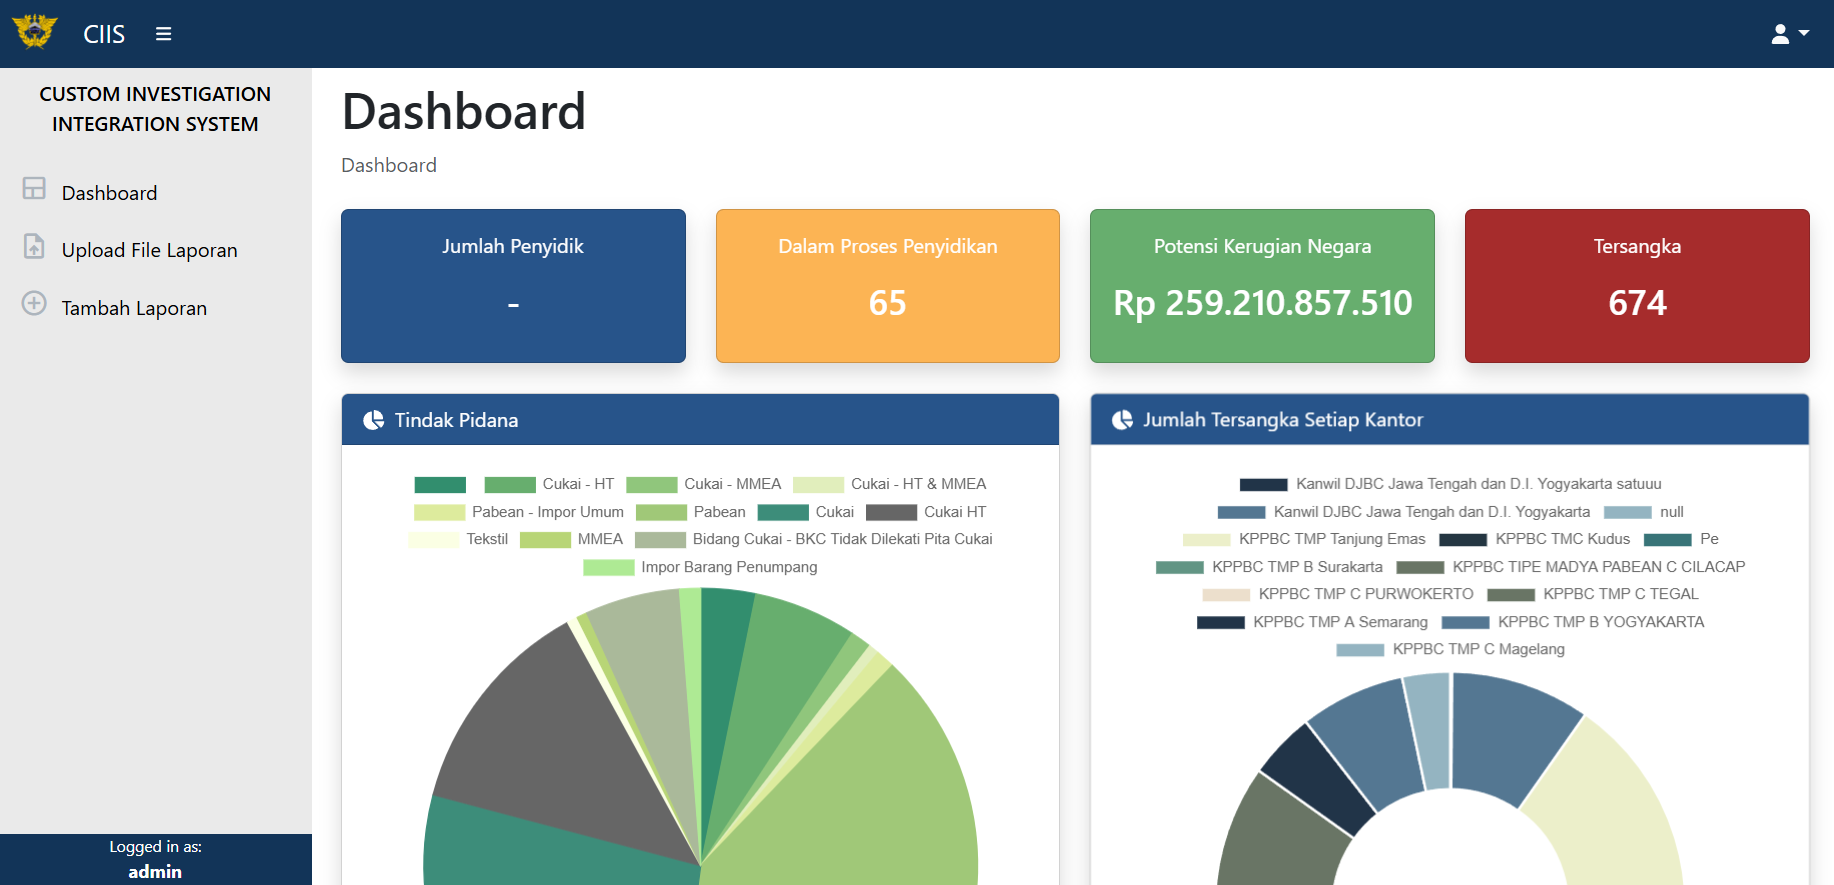 CIIS
CUSTOM INVESTIGATION
INTEGRATION SYSTEM
Dashboard
Upload File Laporan
Tambah Laporan
Logged in as:
admin
Dashboard
Dashboard
Jumlah Penyidik
-
Dalam Proses Penyidikan
65
Potensi Kerugian Negara
Rp 259.210.857.510
Tersangka
674
Tindak Pidana
Cukai - HT Cukai - MMEA Cukai - HT & MMEA
Pabean - Impor Umum Pabean Cukai Cukai HT
Tekstil MMEA Bidang Cukai - BKC Tidak Dilekati Pita Cukai
Impor Barang Penumpang
Jumlah Tersangka Setiap Kantor
Kanwil DJBC Jawa Tengah dan D.I. Yogyakarta satuuu
Kanwil DJBC Jawa Tengah dan D.I. Yogyakarta null
KPPBC TMP Tanjung Emas KPPBC TMC Kudus Pe
KPPBC TMP B Surakarta KPPBC TIPE MADYA PABEAN C CILACAP
KPPBC TMP C PURWOKERTO KPPBC TMP C TEGAL
KPPBC TMP A Semarang KPPBC TMP B YOGYAKARTA
KPPBC TMP C Magelang